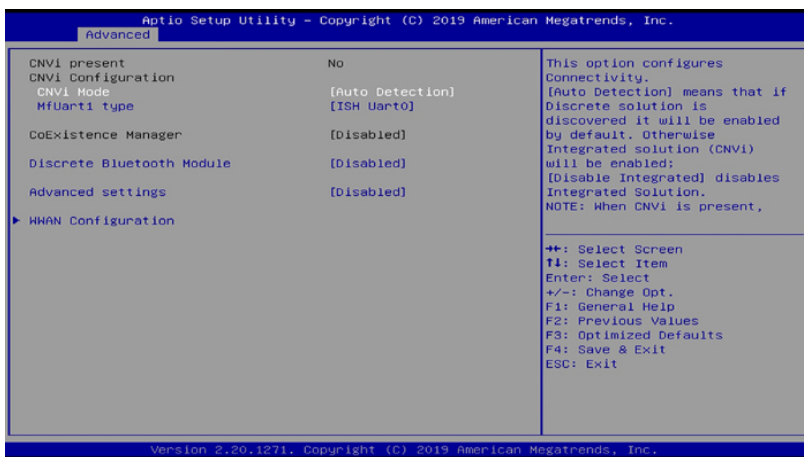 Aptio Setup Utility – Copyright (C) 2019 American Megatrends, Inc.
Advanced
CNVi present No
CNVi Configuration
CNVi Mode [Auto Detection]
MfUart1 type [ISH Uart0]
CoExistence Manager [Disabled]
Discrete Bluetooth Module [Disabled]
Advanced settings [Disabled]
► WWAN Configuration
This option configures
Connectivity.
[Auto Detection] means that if
Discrete solution is
discovered it will be enabled
by default. Otherwise
Integrated solution (CNVi)
will be enabled;
[Disable Integrated] disables
Integrated Solution.
NOTE: When CNVi is present,
→←: Select Screen
↑↓: Select Item
Enter: Select
+/-: Change Opt.
F1: General Help
F2: Previous Values
F3: Optimized Defaults
F4: Save & Exit
ESC: Exit
Version 2.20.1271. Copyright (C) 2019 American Megatrends, Inc.